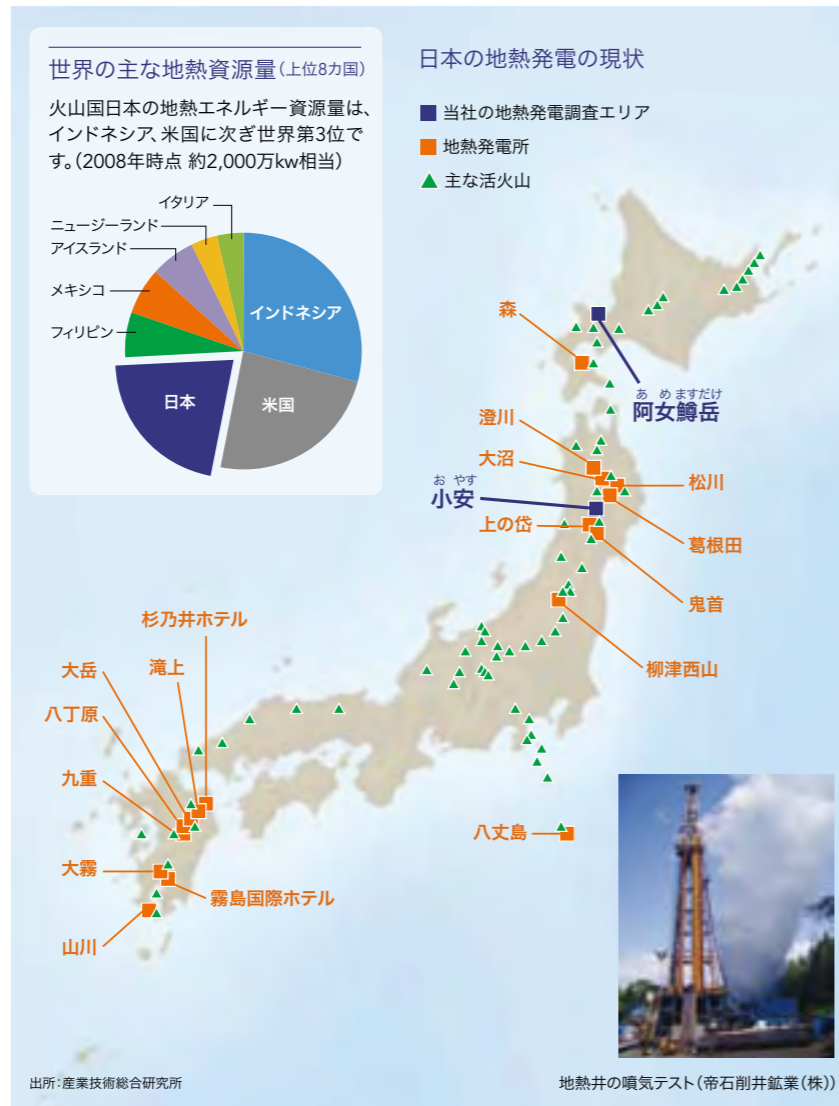 世界の主な地熱資源量（上位8カ国）
火山国日本の地熱エネルギー資源量は、
インドネシア、米国に次ぎ世界第3位で
す。（2008年時点 約2,000万kw相当）
イタリア
ニュージーランド
アイスランド
メキシコ
フィリピン
インドネシア
日本
米国
日本の地熱発電の現状
当社の地熱発電調査エリア
地熱発電所
主な活火山
森
あめますだけ
阿女鱒岳
澄川
大沼
松川
おやす
小安
上の岱
葛根田
鬼首
柳津西山
杉乃井ホテル
大岳
滝上
八丁原
九重
八丈島
大霧
霧島国際ホテル
山川
出所：産業技術総合研究所
地熱井の噴気テスト（帝石削井鉱業（株））